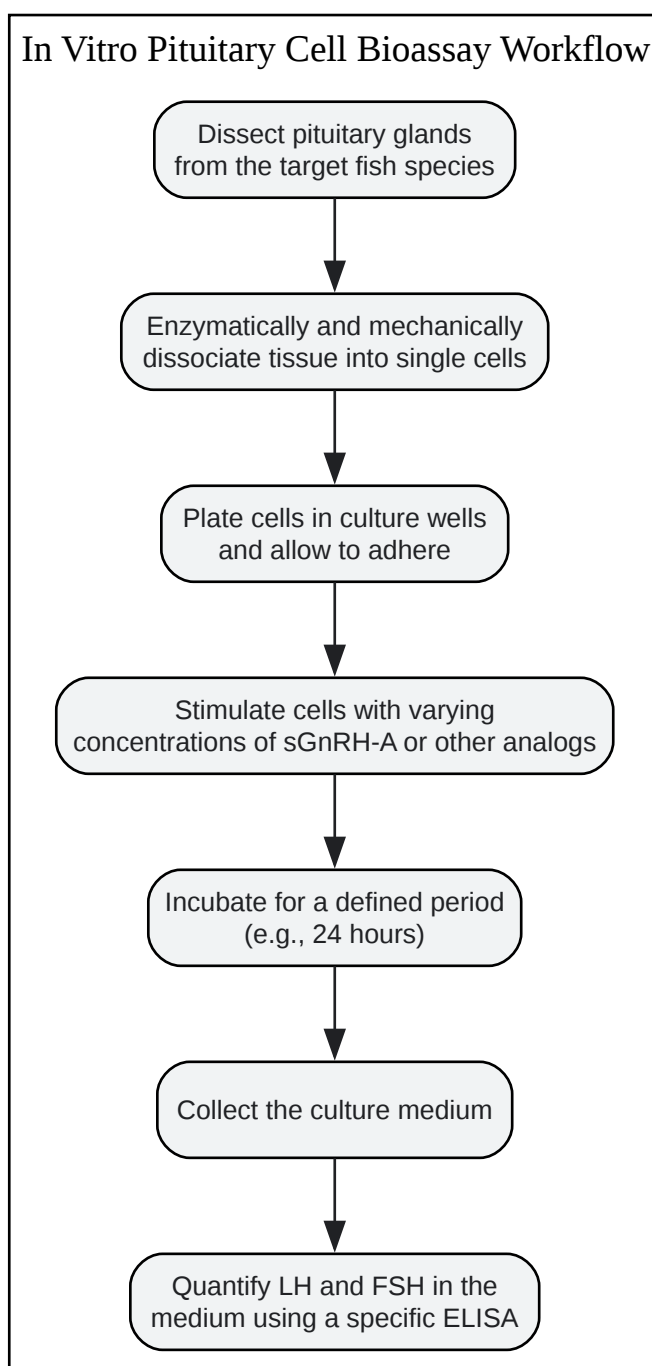 In Vitro Pituitary Cell Bioassay Workflow
Dissect pituitary glands
from the target fish species
Enzymatically and mechanically
dissociate tissue into single cells
Plate cells in culture wells
and allow to adhere
Stimulate cells with varying
concentrations of sGnRH-A or other analogs
Incubate for a defined period
(e.g., 24 hours)
Collect the culture medium
Quantify LH and FSH in the
medium using a specific ELISA